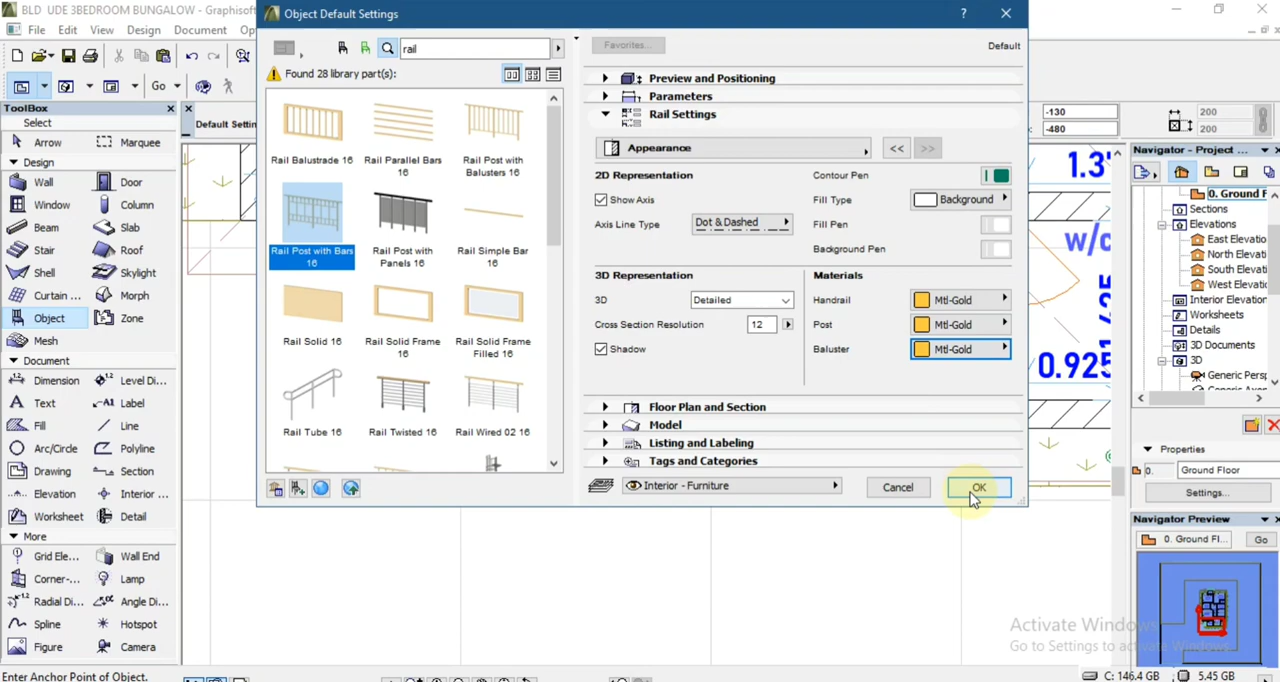 BLD UDE 3BEDROOM BUNGALOW - Graphisoft
File Edit View Design Document Op
Go
ToolBox
Select
Arrow Marquee
Design
Wall Door
Window Column
Beam Slab
Stair Roof
Shell Skylight
Curtain ... Morph
Object Zone
Mesh
Document
Dimension Level Di...
Text Label
Fill Line
Arc/Circle Polyline
Drawing Section
Elevation Interior ...
Worksheet Detail
More
Grid Ele... Wall End
Corner-... Lamp
Radial Di... Angle Di...
Spline Hotspot
Figure Camera
Enter Anchor Point of Object.
Default Settin
Object Default Settings
rail
Found 28 library part(s):
Rail Balustrade 16 Rail Parallel Bars 16 Rail Post with Balusters 16
Rail Post with Bars 16 Rail Post with Panels 16 Rail Simple Bar 16
Rail Solid 16 Rail Solid Frame 16 Rail Solid Frame Filled 16
Rail Tube 16 Rail Twisted 16 Rail Wired 02 16
Favorites...
Default
Preview and Positioning
Parameters
Rail Settings
Appearance
<< >>
2D Representation
Show Axis
Axis Line Type Dot & Dashed
Contour Pen
Fill Type Background
Fill Pen
Background Pen
3D Representation
3D Detailed
Cross Section Resolution 12
Shadow
Materials
Handrail Mtl-Gold
Post Mtl-Gold
Baluster Mtl-Gold
Floor Plan and Section
Model
Listing and Labeling
Tags and Categories
Interior - Furniture
Cancel OK
-130
-480
200
200
1.3
w/c
0.925
Navigator - Project ...
0. Ground F
Sections
Elevations
East Elevatio
North Elevati
South Elevati
West Elevatio
Interior Elevation
Worksheets
Details
3D Documents
3D
Generic Persp
Properties
0. Ground Floor
Settings...
Navigator Preview
0. Ground Fl... Go
Activate Windows
Go to Settings to activate Windows.
C: 146.4 GB 5.45 GB